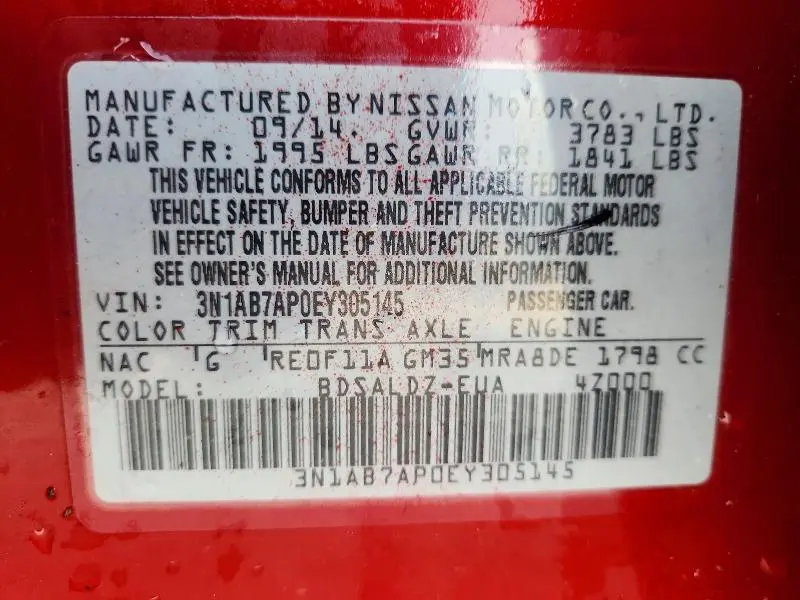 MANUFACTURED BY NISSAN MOTOR CO., LTD.
DATE: 09/14. GVWR: 3783 LBS
GAWR FR: 1995 LBS GAWR RR: 1841 LBS
THIS VEHICLE CONFORMS TO ALL APPLICABLE FEDERAL MOTOR
VEHICLE SAFETY, BUMPER AND THEFT PREVENTION STANDARDS
IN EFFECT ON THE DATE OF MANUFACTURE SHOWN ABOVE.
SEE OWNER'S MANUAL FOR ADDITIONAL INFORMATION.
VIN: 3N1AB7AP0EY305145 PASSENGER CAR.
COLOR TRIM TRANS AXLE ENGINE
NAC 'G 'RE0F11A GM35'MRA8DE 1798 CC
MODEL: BDSALDZ-EUA 4Z000
3N1AB7AP0EY305145